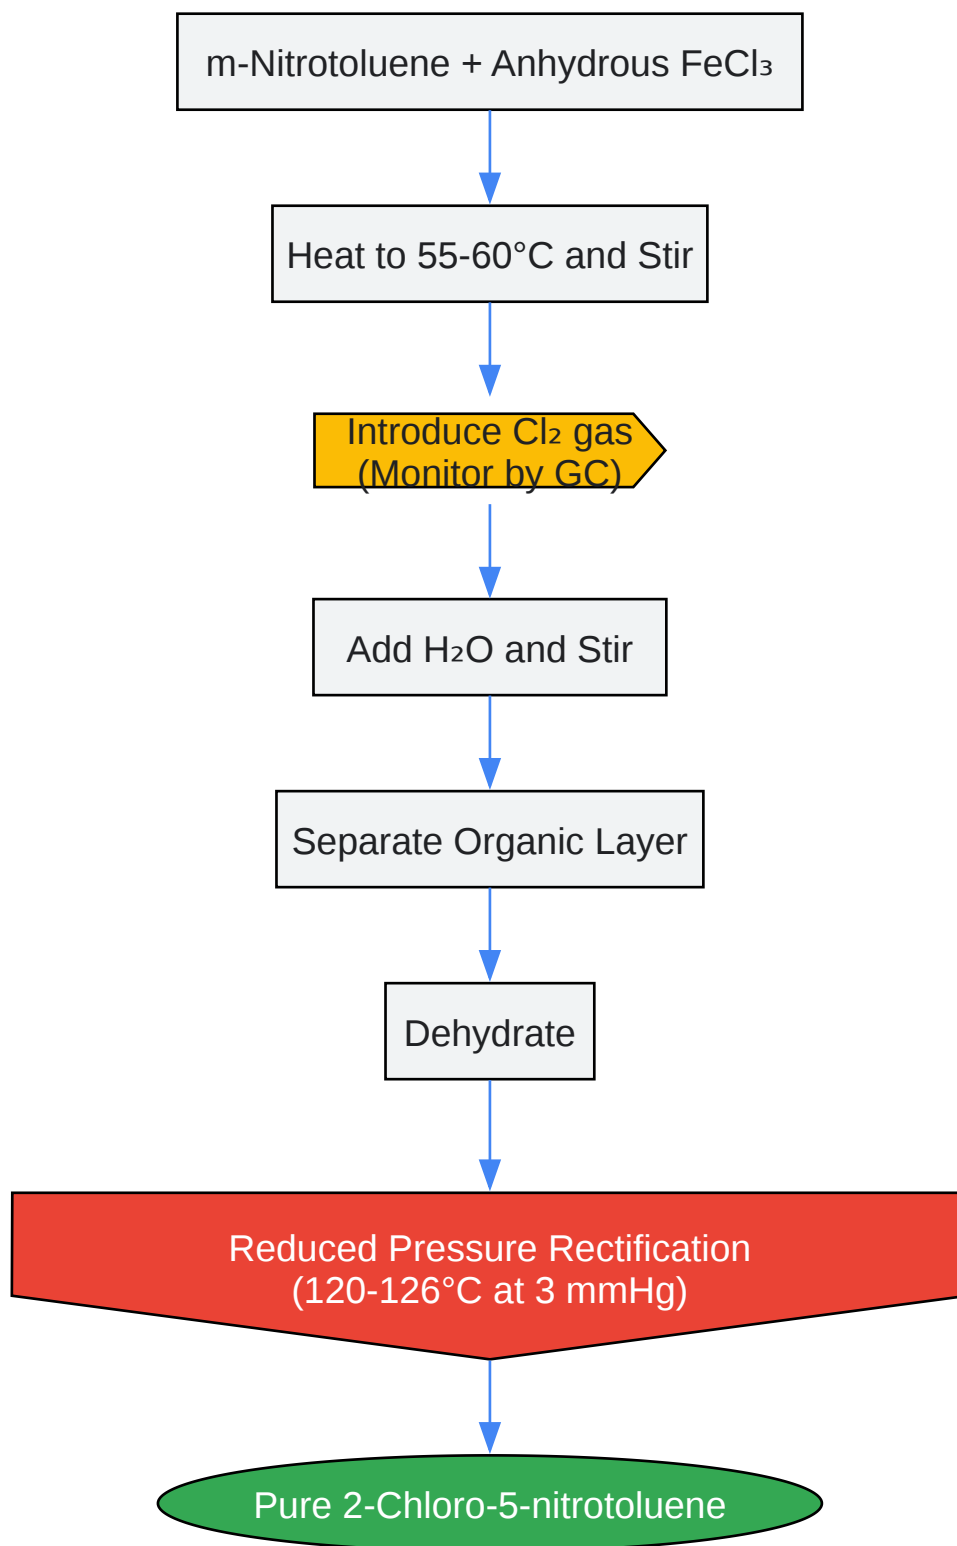 m-Nitrotoluene + Anhydrous FeCl₃
Heat to 55-60°C and Stir
Introduce Cl₂ gas
(Monitor by GC)
Add H₂O and Stir
Separate Organic Layer
Dehydrate
Reduced Pressure Rectification
(120-126°C at 3 mmHg)
Pure 2-Chloro-5-nitrotoluene